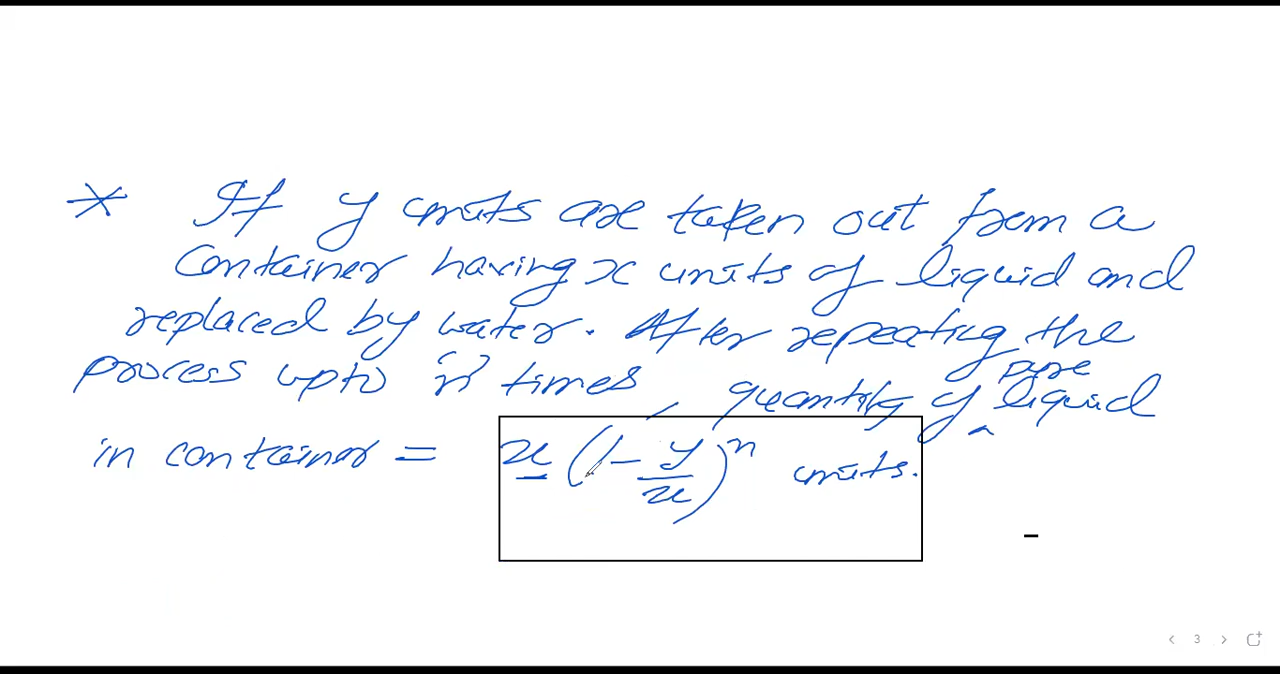 * If y units are taken out from a
container having x units of liquid and
replaced by water. After repeating the
process upto 'n' times, quantity of pure liquid
in container = x (1 - y/x)^n units.
3